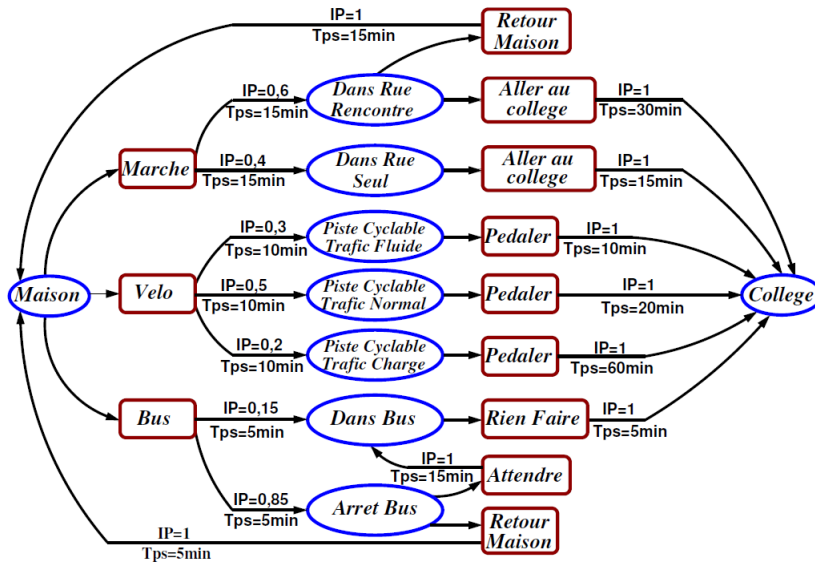 IP=1
Tps=15min
Retour
Maison
IP=0,6
Tps=15min
Dans Rue
Rencontre
Aller au
college
IP=1
Tps=30min
Marche
IP=0,4
Tps=15min
Dans Rue
Seul
Aller au
college
IP=1
Tps=15min
IP=0,3
Tps=10min
Piste Cyclable
Trafic Fluide
Pedaler
IP=1
Tps=10min
Maison
Velo
IP=0,5
Tps=10min
Piste Cyclable
Trafic Normal
Pedaler
IP=1
Tps=20min
College
IP=0,2
Tps=10min
Piste Cyclable
Trafic Charge
Pedaler
IP=1
Tps=60min
Bus
IP=0,15
Tps=5min
Dans Bus
Rien Faire
IP=1
Tps=5min
IP=1
Tps=15min
Attendre
IP=0,85
Tps=5min
Arret Bus
Retour
Maison
IP=1
Tps=5min